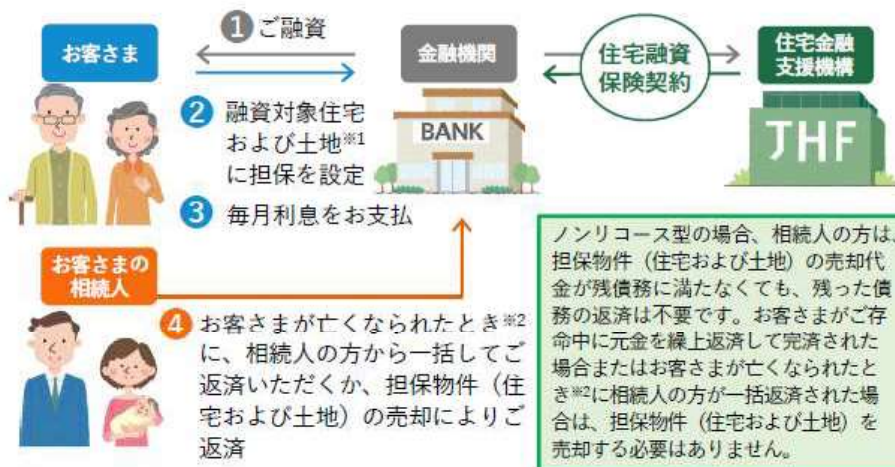 お客さま
❶ご融資
金融機関
住宅融資
保険契約
住宅金融
支援機構
BANK
JHF
❷ 融資対象住宅
および土地※1
に担保を設定
❸ 毎月利息をお支払
お客さまの
相続人
❹ お客さまが亡くなられたとき※2
に、相続人の方から一括してご
返済いただくか、担保物件（住
宅および土地）の売却によりご
返済
ノンリコース型の場合、相続人の方は、
担保物件（住宅および土地）の売却代
金が残債務に満たなくても、残った債
務の返済は不要です。お客さまがご存
命中に元金を繰上返済して完済された
場合またはお客さまが亡くなられたと
き※2に相続人の方が一括返済された場
合は、担保物件（住宅および土地）を
売却する必要はありません。